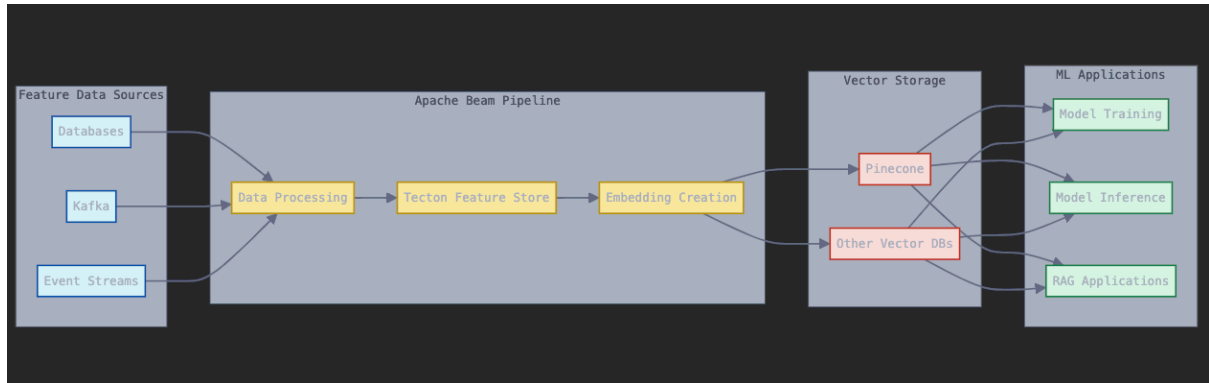 Feature Data Sources
Databases
Kafka
Event Streams
Apache Beam Pipeline
Data Processing
Tecton Feature Store
Embedding Creation
Vector Storage
Pinecone
Other Vector DBs
ML Applications
Model Training
Model Inference
RAG Applications